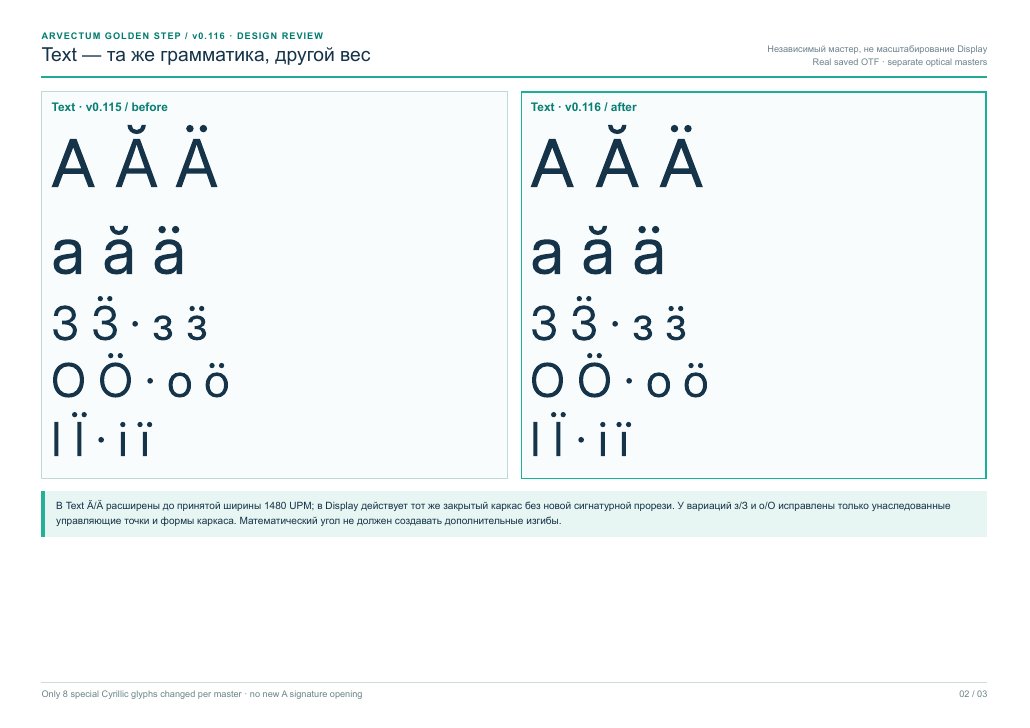 ARVECTUM GOLDEN STEP / v0.116 · DESIGN REVIEW
Text — та же грамматика, другой вес
Независимый мастер, не масштабирование Display
Real saved OTF · separate optical masters
Text · v0.115 / before
А Ӑ Ӓ
а ӑ ӓ
З Ӟ · з ӟ
О Ӧ · о ӧ
І Ї · і ї
Text · v0.116 / after
А Ӑ Ӓ
а ӑ ӓ
З Ӟ · з ӟ
О Ӧ · о ӧ
І Ї · і ї
В Text Ӑ/Ӓ расширены до принятой ширины 1480 UPM; в Display действует тот же закрытый каркас без новой сигнатурной прорези. У вариаций з/З и о/О исправлены только унаследованные
управляющие точки и формы каркаса. Математический угол не должен создавать дополнительные изгибы.
Only 8 special Cyrillic glyphs changed per master · no new A signature opening
02 / 03